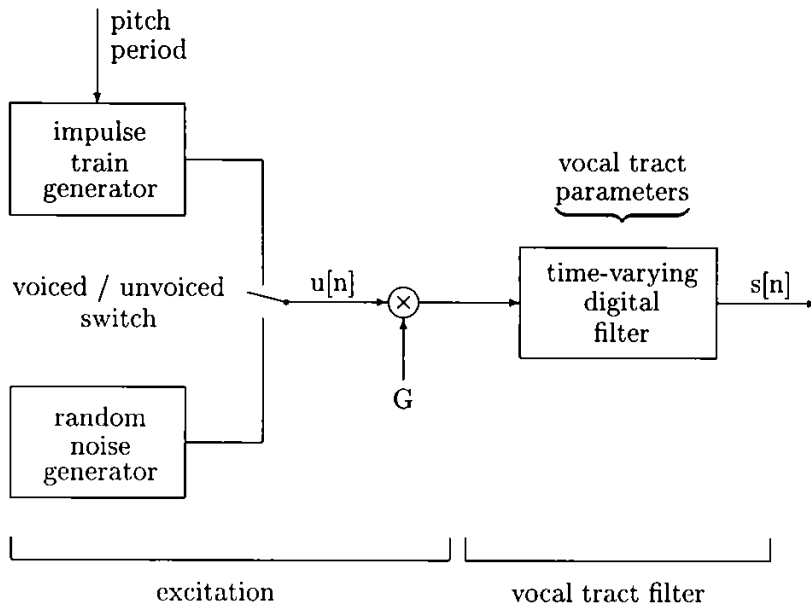 pitch
period
impulse
train
generator
vocal tract
parameters
voiced / unvoiced
switch
u[n]
×
G
time-varying
digital
filter
s[n]
random
noise
generator
excitation
vocal tract filter